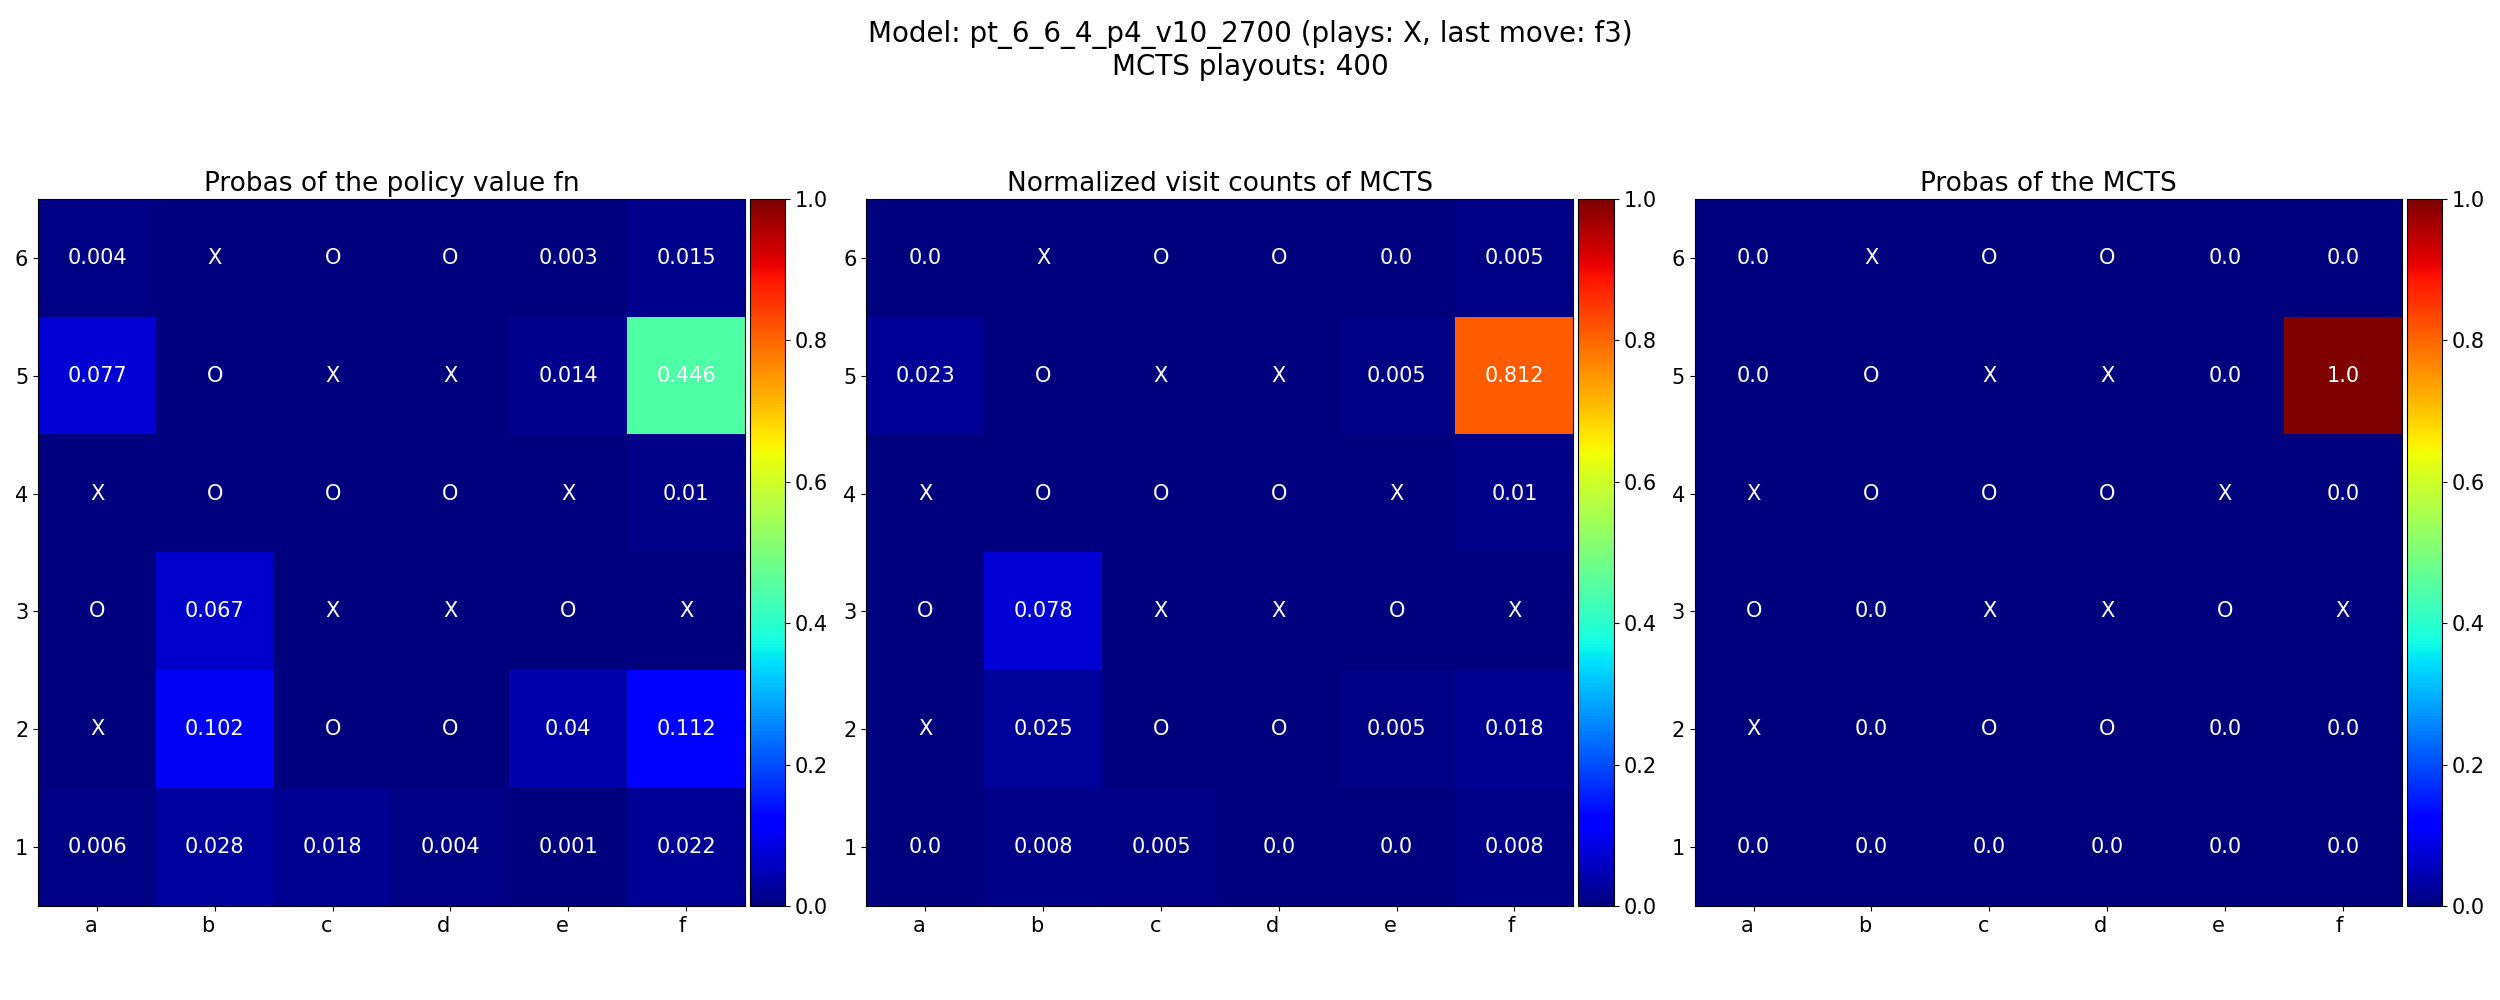 Model: pt_6_6_4_p4_v10_2700 (plays: X, last move: f3)
MCTS playouts: 400
Probas of the policy value fn
6 0.004 X O O 0.003 0.015
5 0.077 O X X 0.014 0.446
4 X O O O X 0.01
3 O 0.067 X X O X
2 X 0.102 O O 0.04 0.112
1 0.006 0.028 0.018 0.004 0.001 0.022
a b c d e f
1.0
0.8
0.6
0.4
0.2
0.0
Normalized visit counts of MCTS
6 0.0 X O O 0.0 0.005
5 0.023 O X X 0.005 0.812
4 X O O O X 0.01
3 O 0.078 X X O X
2 X 0.025 O O 0.005 0.018
1 0.0 0.008 0.005 0.0 0.0 0.008
a b c d e f
1.0
0.8
0.6
0.4
0.2
0.0
Probas of the MCTS
6 0.0 X O O 0.0 0.0
5 0.0 O X X 0.0 1.0
4 X O O O X 0.0
3 O 0.0 X X O X
2 X 0.0 O O 0.0 0.0
1 0.0 0.0 0.0 0.0 0.0 0.0
a b c d e f
1.0
0.8
0.6
0.4
0.2
0.0